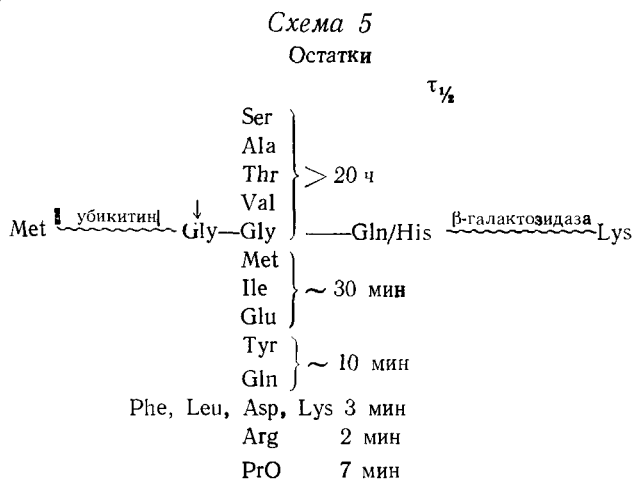 Схема 5
Остатки
τ½
Ser
Ala
Thr
Val
> 20 ч
Met убикитин Gly—Gly —Gln/His β-галактозидаза Lys
Met
Ile
Glu
~ 30 мин
Tyr
Gln
~ 10 мин
Phe, Leu, Asp, Lys 3 мин
Arg 2 мин
PrO 7 мин